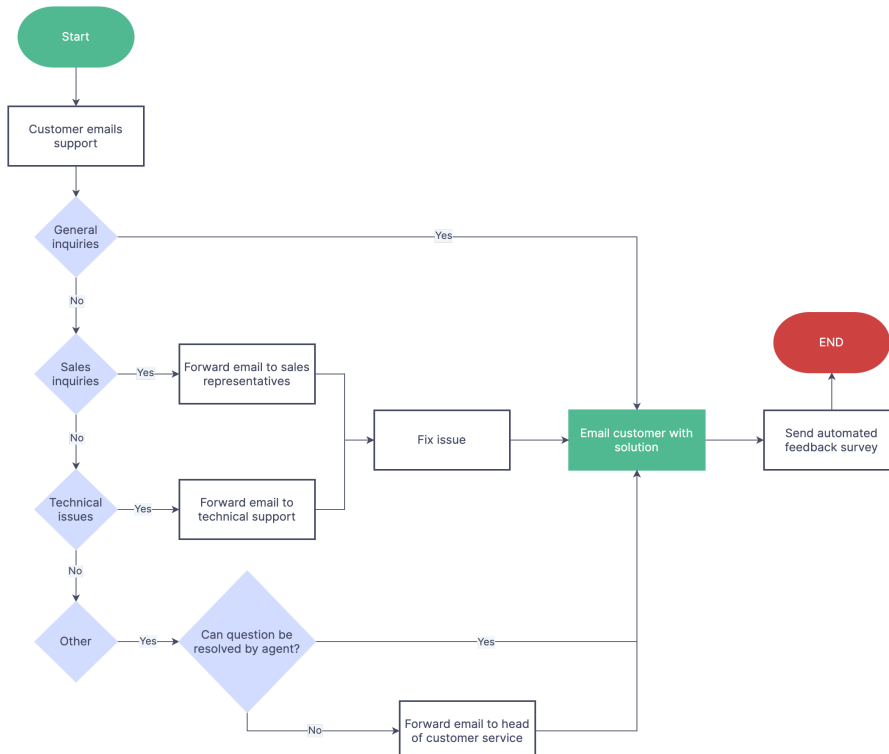 Start
Customer emails
support
General
inquiries
Yes
No
Sales
inquiries
Yes
Forward email to sales
representatives
END
Fix issue
Email customer with
solution
Send automated
feedback survey
No
Technical
issues
Yes
Forward email to
technical support
No
Other
Yes
Can question be
resolved by agent?
Yes
No
Forward email to head
of customer service